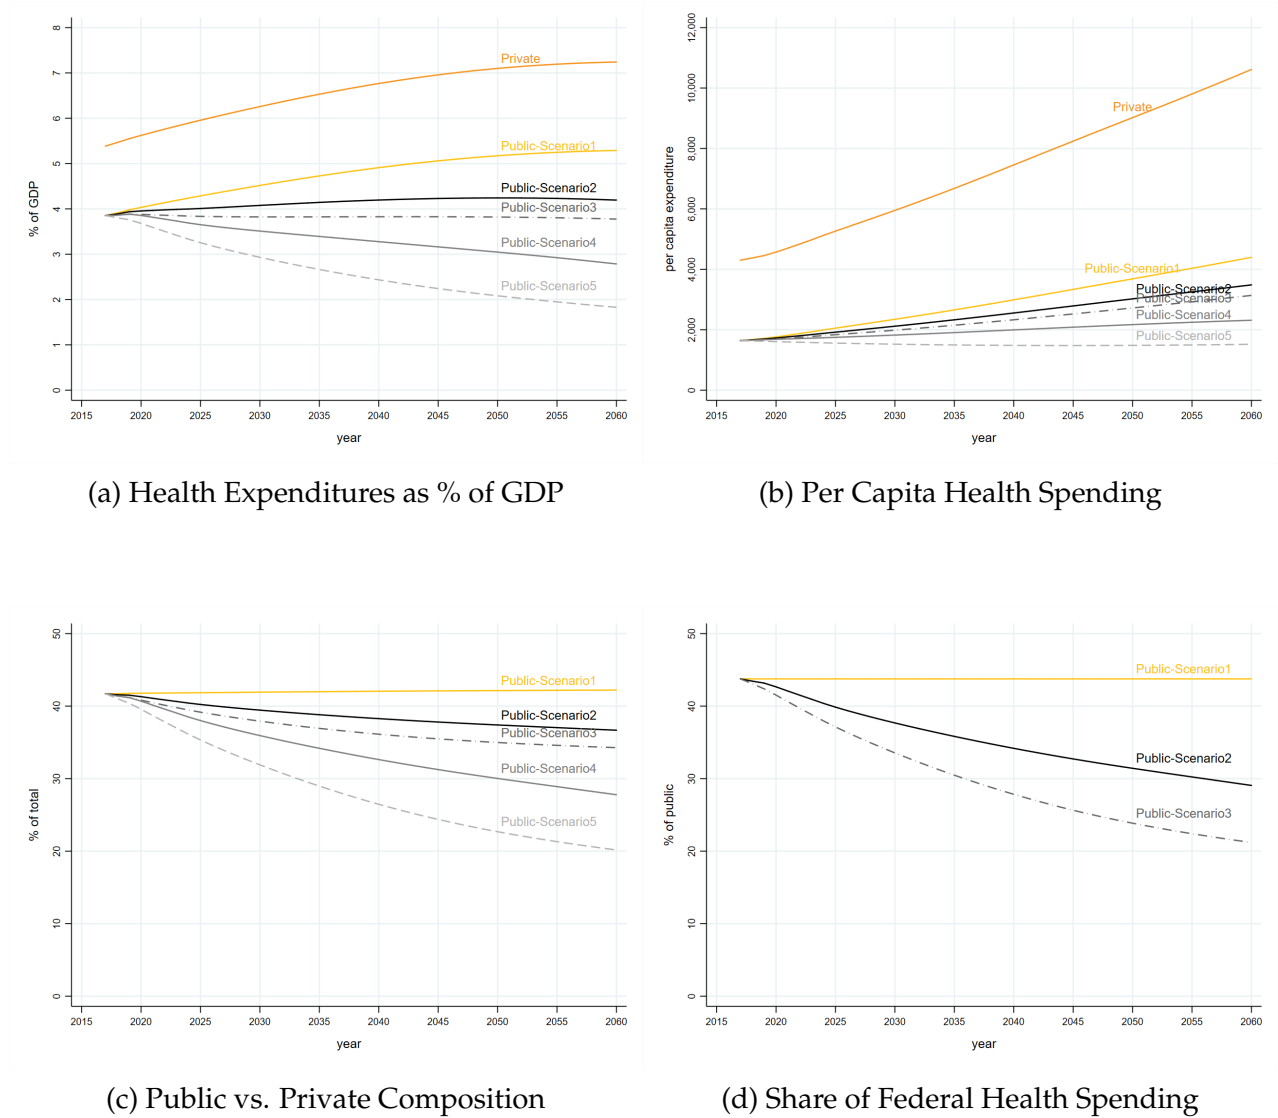 8
7
6
5
4
3
2
1
0
% of GDP
Private
Public-Scenario1
Public-Scenario2
Public-Scenario3
Public-Scenario4
Public-Scenario5
2015 2020 2025 2030 2035 2040 2045 2050 2055 2060
year
(a) Health Expenditures as % of GDP
12,000
10,000
8,000
6,000
4,000
2,000
0
per capita expenditure
Private
Public-Scenario1
Public-Scenario2
Public-Scenario3
Public-Scenario4
Public-Scenario5
2015 2020 2025 2030 2035 2040 2045 2050 2055 2060
year
(b) Per Capita Health Spending
50
40
30
20
10
0
% of total
Public-Scenario1
Public-Scenario2
Public-Scenario3
Public-Scenario4
Public-Scenario5
2015 2020 2025 2030 2035 2040 2045 2050 2055 2060
year
(c) Public vs. Private Composition
50
40
30
20
10
0
% of public
Public-Scenario1
Public-Scenario2
Public-Scenario3
2015 2020 2025 2030 2035 2040 2045 2050 2055 2060
year
(d) Share of Federal Health Spending